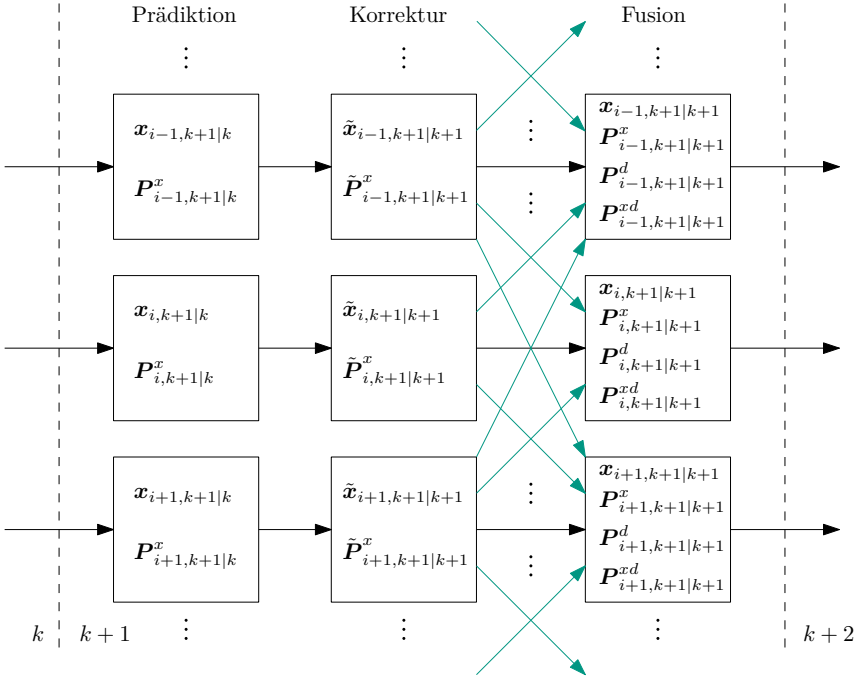 Prädiktion Korrektur Fusion
⋮ ⋮ ⋮
x_{i−1,k+1|k}
P^x_{i−1,k+1|k}
x̃_{i−1,k+1|k+1}
P̃^x_{i−1,k+1|k+1}
⋮
⋮
x_{i−1,k+1|k+1}
P^x_{i−1,k+1|k+1}
P^d_{i−1,k+1|k+1}
P^{xd}_{i−1,k+1|k+1}
x_{i,k+1|k}
P^x_{i,k+1|k}
x̃_{i,k+1|k+1}
P̃^x_{i,k+1|k+1}
x_{i,k+1|k+1}
P^x_{i,k+1|k+1}
P^d_{i,k+1|k+1}
P^{xd}_{i,k+1|k+1}
x_{i+1,k+1|k}
P^x_{i+1,k+1|k}
x̃_{i+1,k+1|k+1}
P̃^x_{i+1,k+1|k+1}
⋮
⋮
x_{i+1,k+1|k+1}
P^x_{i+1,k+1|k+1}
P^d_{i+1,k+1|k+1}
P^{xd}_{i+1,k+1|k+1}
k k + 1 ⋮ ⋮ ⋮ k + 2